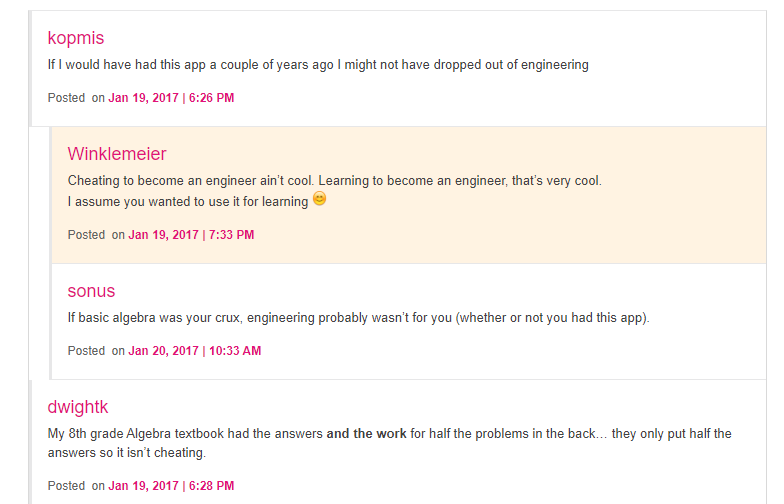 kopmis
If I would have had this app a couple of years ago I might not have dropped out of engineering
Posted on Jan 19, 2017 | 6:26 PM
Winklemeier
Cheating to become an engineer ain’t cool. Learning to become an engineer, that’s very cool.
I assume you wanted to use it for learning 😊
Posted on Jan 19, 2017 | 7:33 PM
sonus
If basic algebra was your crux, engineering probably wasn’t for you (whether or not you had this app).
Posted on Jan 20, 2017 | 10:33 AM
dwightk
My 8th grade Algebra textbook had the answers and the work for half the problems in the back… they only put half the
answers so it isn’t cheating.
Posted on Jan 19, 2017 | 6:28 PM